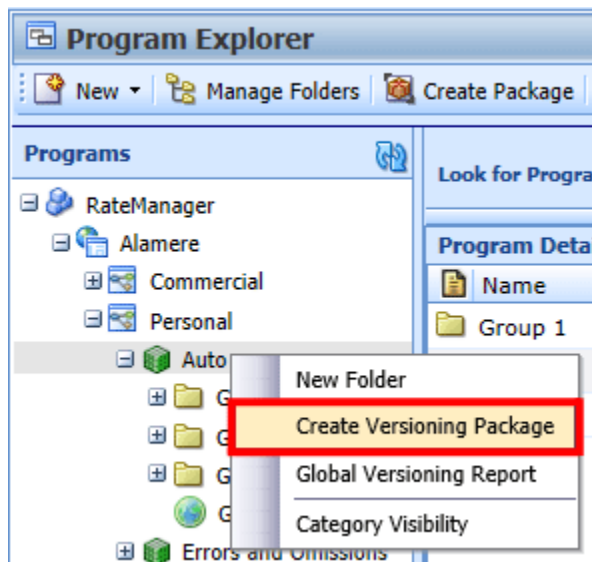 Program Explorer
New
Manage Folders
Create Package
Programs
Look for Progra
RateManager
Alamere
Program Deta
Commercial
Name
Personal
Group 1
Auto
New Folder
G
Create Versioning Package
G
Global Versioning Report
G
G
Category Visibility
Errors and Omissions